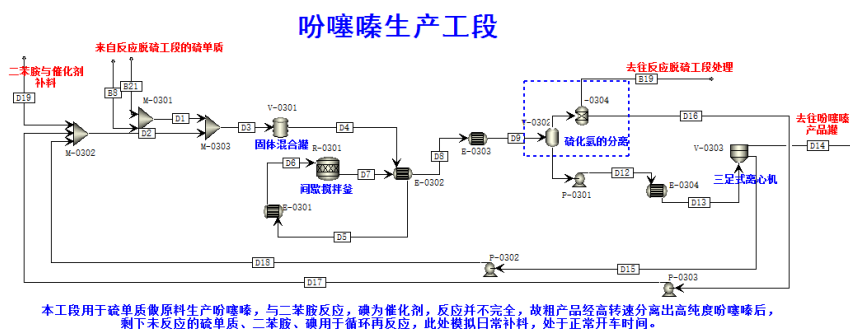 吩噻嗪生产工段
来自反应脱硫工段的硫单质
去往反应脱硫工段处理
二苯胺与催化剂
补料
B21
B8
B19
D19
M-0301
V-0301
-0304
D1
D16
去往吩噻嗪
产品罐
D2
D3
D4
V-0302
D14
M-0302
M-0303
固体混合罐
R-0301
D8
E-0303
D9
硫化氢的分离
V-0303
D6
D7
E-0302
D12
E-0304
三足式离心机
间歇搅拌釜
P-0301
E-0301
D13
D5
D18
P-0302
D15
D17
P-0303
本工段用于硫单质做原料生产吩噻嗪，与二苯胺反应，碘为催化剂，反应并不完全，故粗产品经高转速分离出高纯度吩噻嗪后，
剩下未反应的硫单质、二苯胺、碘用于循环再反应，此处模拟日常补料，处于正常开车时间。